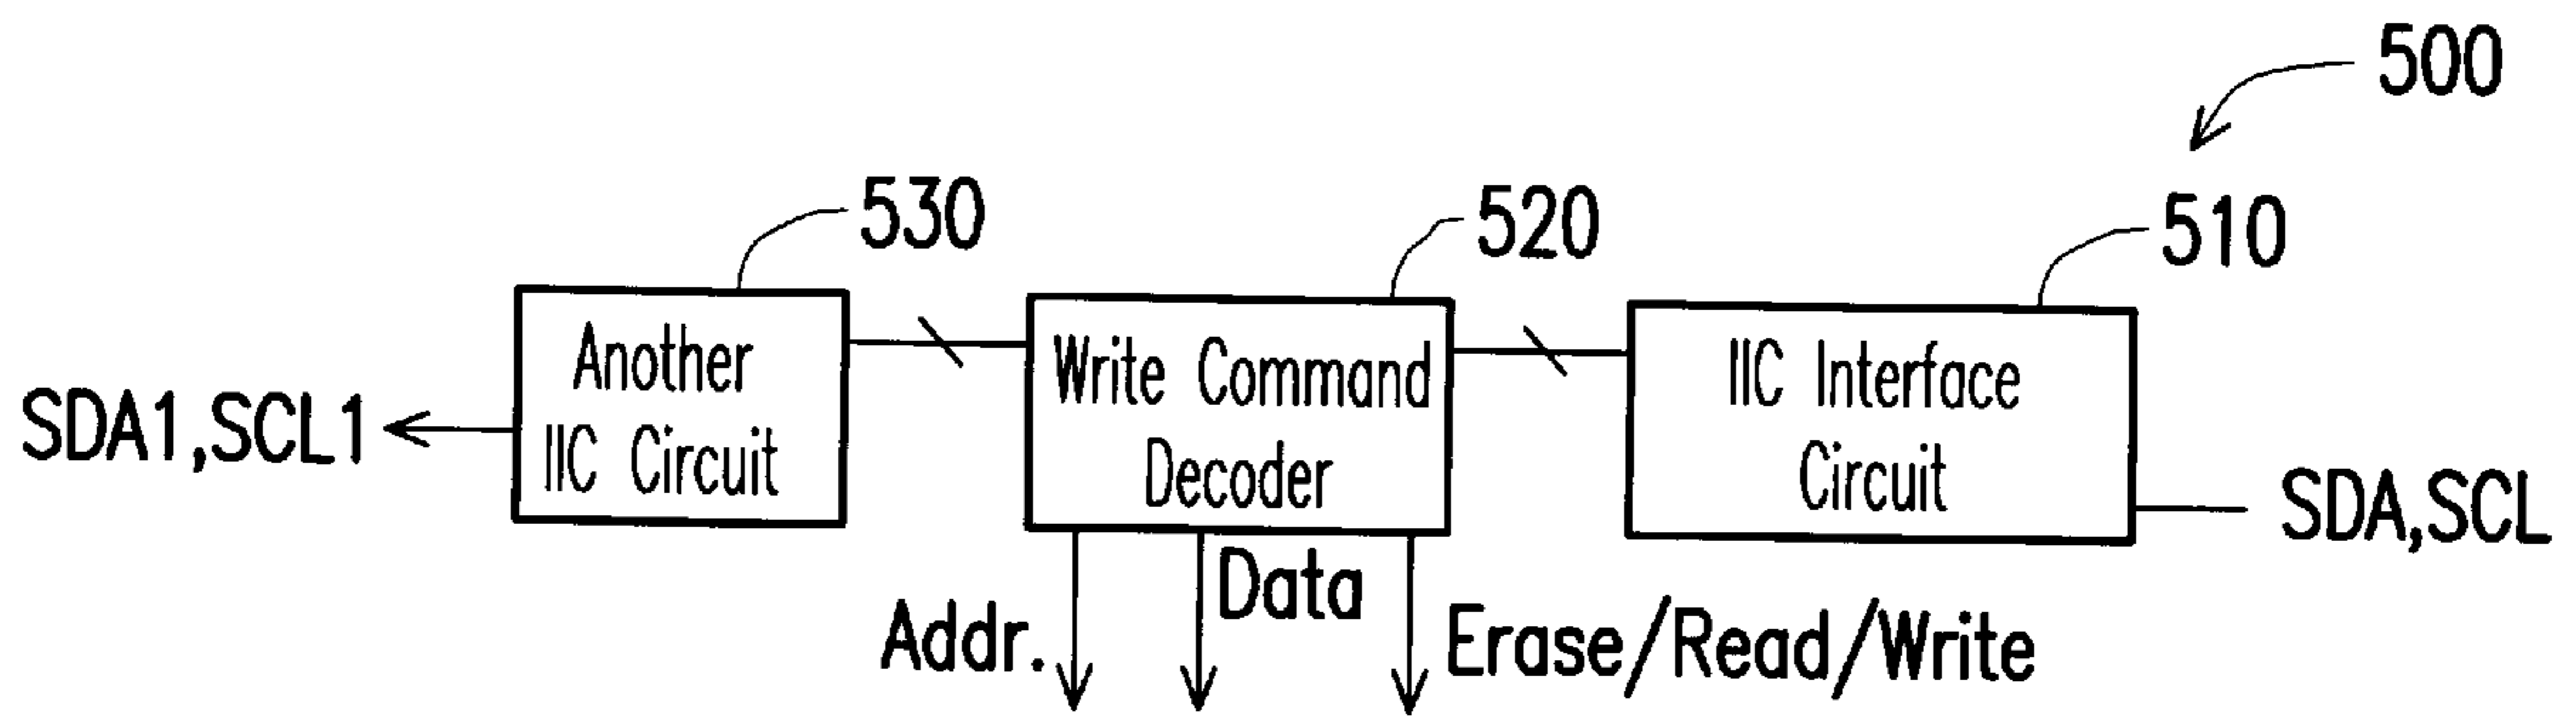 500
530
520
510
Another
IIC Circuit
Write Command
Decoder
IIC Interface
Circuit
SDA1,SCL1
SDA,SCL
Addr.
Data
Erase/Read/Write